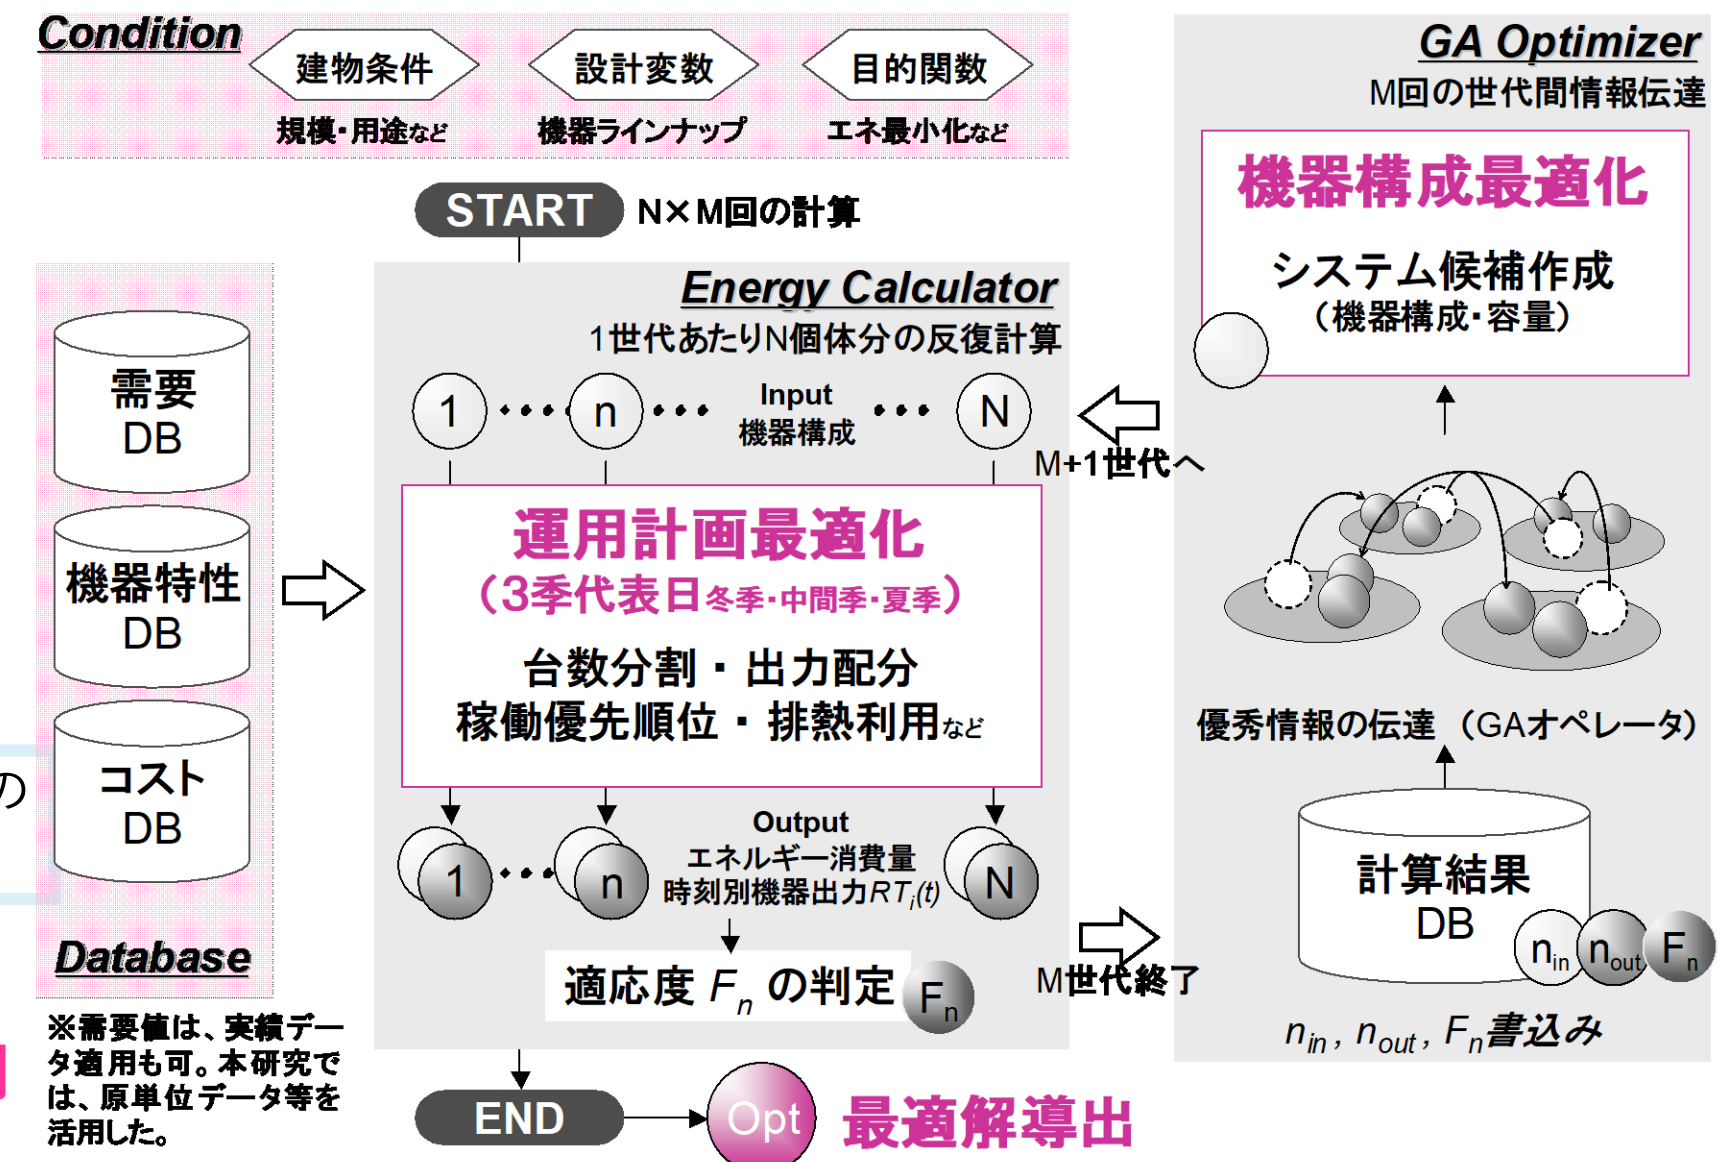 Condition
建物条件
設計変数
目的関数
規模・用途など
機器ラインナップ
エネ最小化など
START
N×M回の計算
GA Optimizer
M回の世代間情報伝達
機器構成最適化
システム候補作成
(機器構成・容量)
需要
DB
機器特性
DB
コスト
DB
Database
※需要値は、実績デー
タ適用も可。本研究で
は、原単位データ等を
活用した。
の
Energy Calculator
1世代あたりN個体分の反復計算
1 ・・・・ n ・・・ Input ・・・ N
機器構成
M+1世代へ
運用計画最適化
(3季代表日冬季・中間季・夏季)
台数分割・出力配分
稼働優先順位・排熱利用など
Output
エネルギー消費量
時刻別機器出力RTi(t)
1 ・・・ n N
適応度 Fn の判定 Fn
M世代終了
優秀情報の伝達 (GAオペレータ)
計算結果
DB
nin nout Fn
nin , nout , Fn書込み
END
Opt
最適解導出